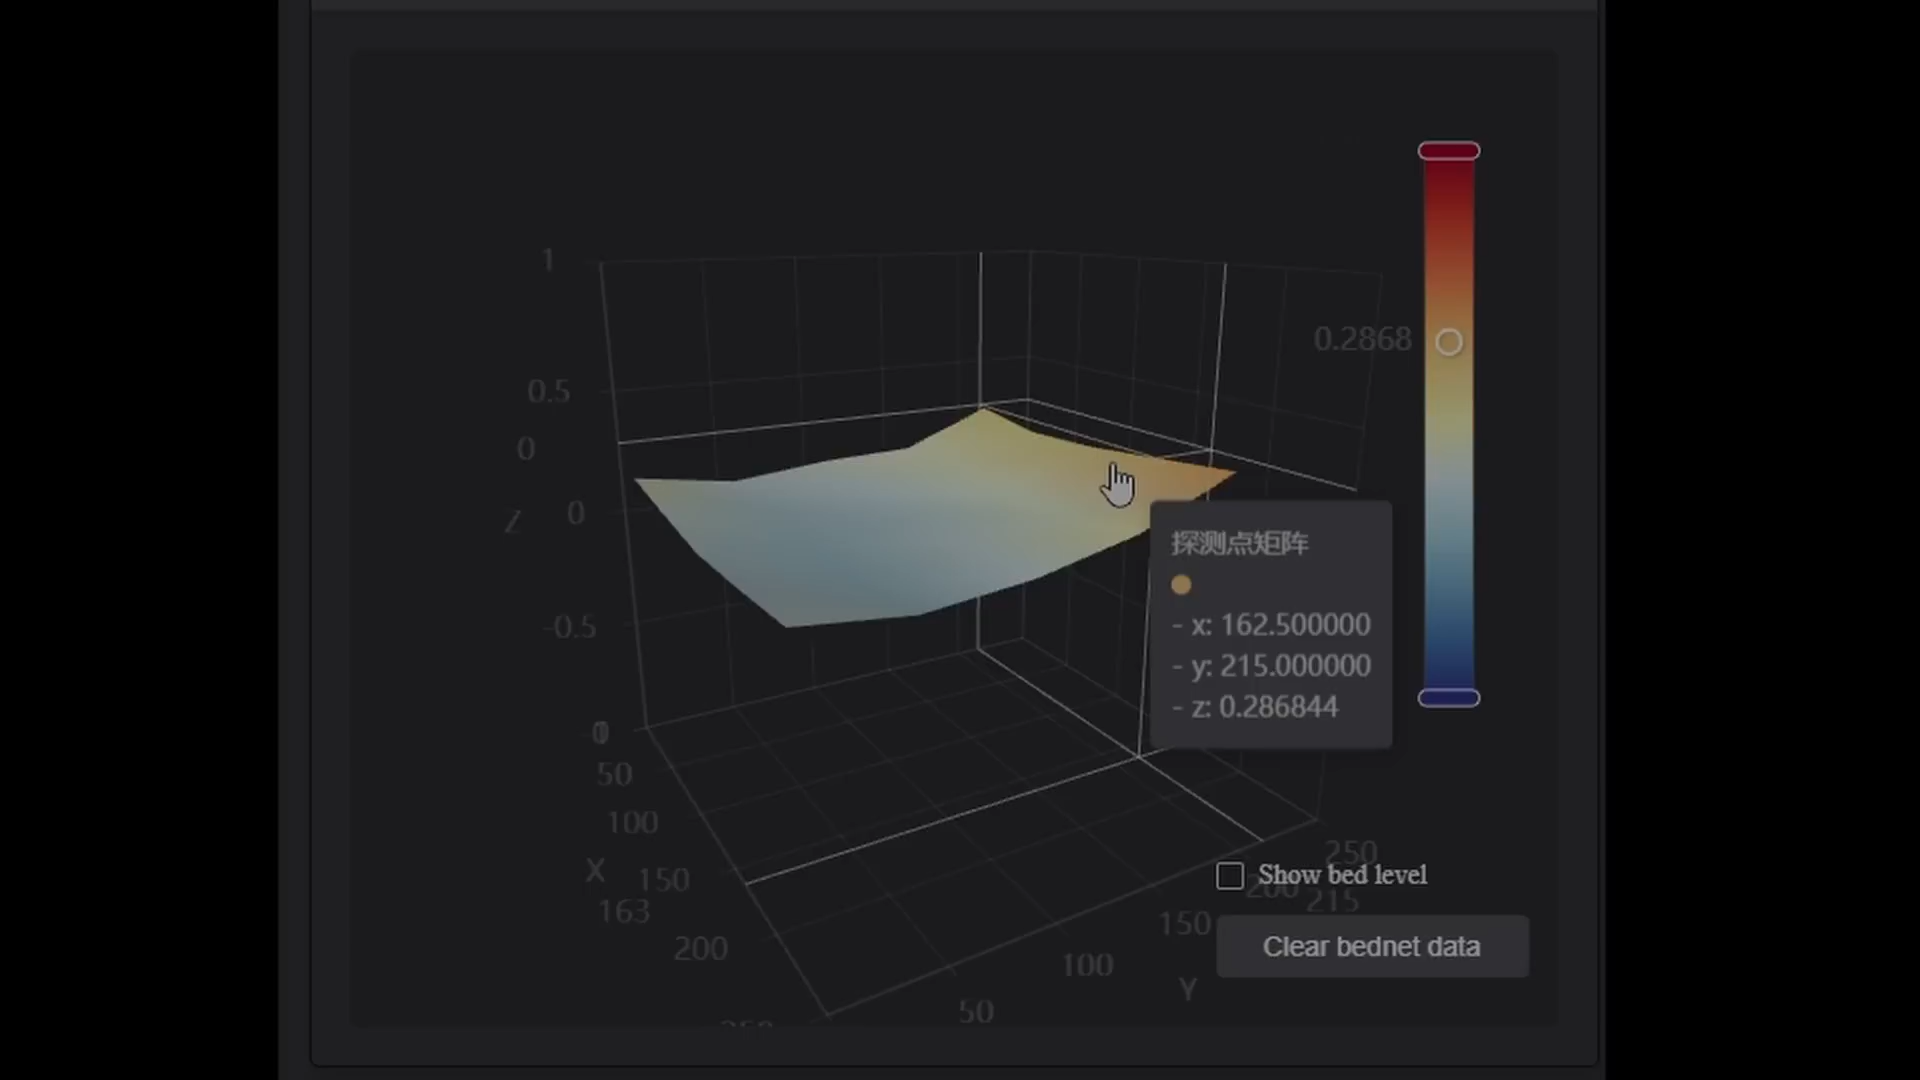 1
0.2868
0.5
0
Z
0
-0.5
探测点矩阵
- x: 162.500000
- y: 215.000000
- z: 0.286844
0
50
100
X
150
163
200
250
Show bed level
200
215
Clear bednet data
150
100
Y
50